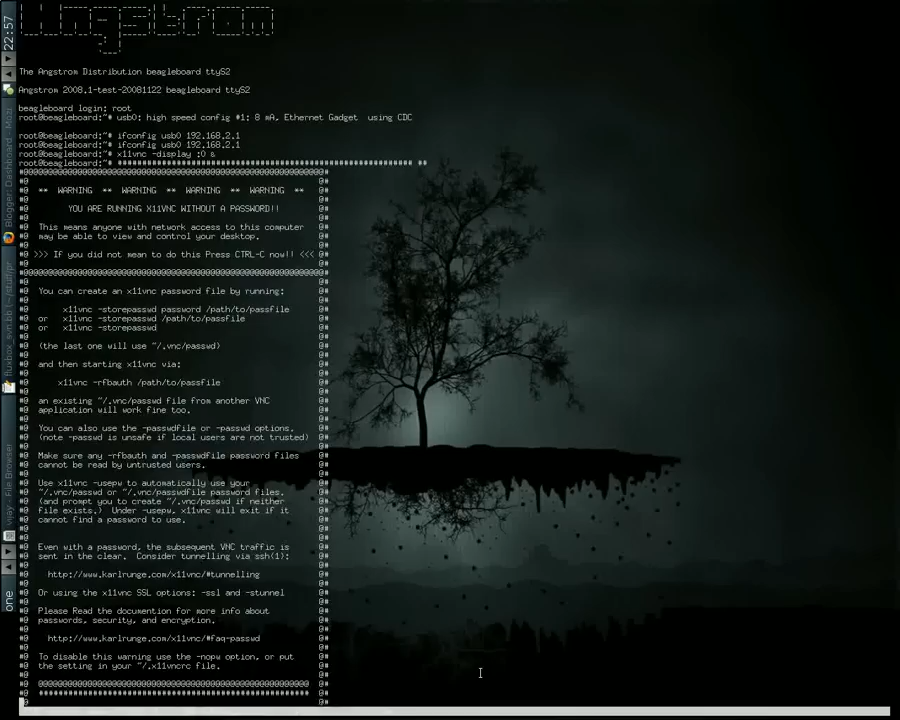 Angstrom
The Angstrom Distribution beagleboard ttyS2
Angstrom 2008.1-test-20081122 beagleboard ttyS2
beagleboard login: root
root@beagleboard:~# usb0: high speed config #1: 8 mA, Ethernet Gadget  using CDC
root@beagleboard:~# ifconfig usb0 192.168.2.1
root@beagleboard:~# ifconfig usb0 192.168.2.1
root@beagleboard:~# x11vnc -display :0 &
root@beagleboard:~# ############################################################ ##
#@@@@@@@@@@@@@@@@@@@@@@@@@@@@@@@@@@@@@@@@@@@@@@@@@@@@@@@@@@@@@@#
#@ @#
#@  **  WARNING  **  WARNING  **  WARNING  **  WARNING  **  @#
#@ @#
#@        YOU ARE RUNNING X11VNC WITHOUT A PASSWORD!!        @#
#@ @#
#@  This means anyone with network access to this computer   @#
#@  may be able to view and control your desktop.            @#
#@ @#
#@ >>> If you did not mean to do this Press CTRL-C now!! <<< @#
#@ @#
#@@@@@@@@@@@@@@@@@@@@@@@@@@@@@@@@@@@@@@@@@@@@@@@@@@@@@@@@@@@@@@#
#@ @#
#@  You can create an x11vnc password file by running:       @#
#@ @#
#@       x11vnc -storepasswd password /path/to/passfile      @#
#@  or   x11vnc -storepasswd /path/to/passfile               @#
#@  or   x11vnc -storepasswd                                 @#
#@ @#
#@  (the last one will use ~/.vnc/passwd)                    @#
#@ @#
#@  and then starting x11vnc via:                            @#
#@ @#
#@      x11vnc -rfbauth /path/to/passfile                    @#
#@ @#
#@  an existing ~/.vnc/passwd file from another VNC          @#
#@  application will work fine too.                          @#
#@ @#
#@  You can also use the -passwdfile or -passwd options.     @#
#@  (note -passwd is unsafe if local users are not trusted)  @#
#@ @#
#@  Make sure any -rfbauth and -passwdfile password files    @#
#@  cannot be read by untrusted users.                       @#
#@ @#
#@  Use x11vnc -usepw to automatically use your              @#
#@  ~/.vnc/passwd or ~/.vnc/passwdfile password files.       @#
#@  (and prompt you to create ~/.vnc/passwd if neither       @#
#@  file exists.)  Under -usepw, x11vnc will exit if it      @#
#@  cannot find a password to use.                           @#
#@ @#
#@ @#
#@  Even with a password, the subsequent VNC traffic is      @#
#@  sent in the clear.  Consider tunnelling via ssh(1):      @#
#@ @#
#@    http://www.karlrunge.com/x11vnc/#tunnelling            @#
#@ @#
#@  Or using the x11vnc SSL options: -ssl and -stunnel       @#
#@ @#
#@  Please Read the documention for more info about          @#
#@  passwords, security, and encryption.                     @#
#@ @#
#@    http://www.karlrunge.com/x11vnc/#faq-passwd            @#
#@ @#
#@  To disable this warning use the -nopw option, or put     @#
#@  the setting in your ~/.x11vncrc file.                    @#
#@ @#
#@  @@@@@@@@@@@@@@@@@@@@@@@@@@@@@@@@@@@@@@@@@@@@@@@@@@@@@@@  @#
#@  #######################################################  @#
@#
22:57
Blogger: Dashboard - Mozi
fluxbox_svn.bb (~/stuff/pr
vijay - File Browser
one